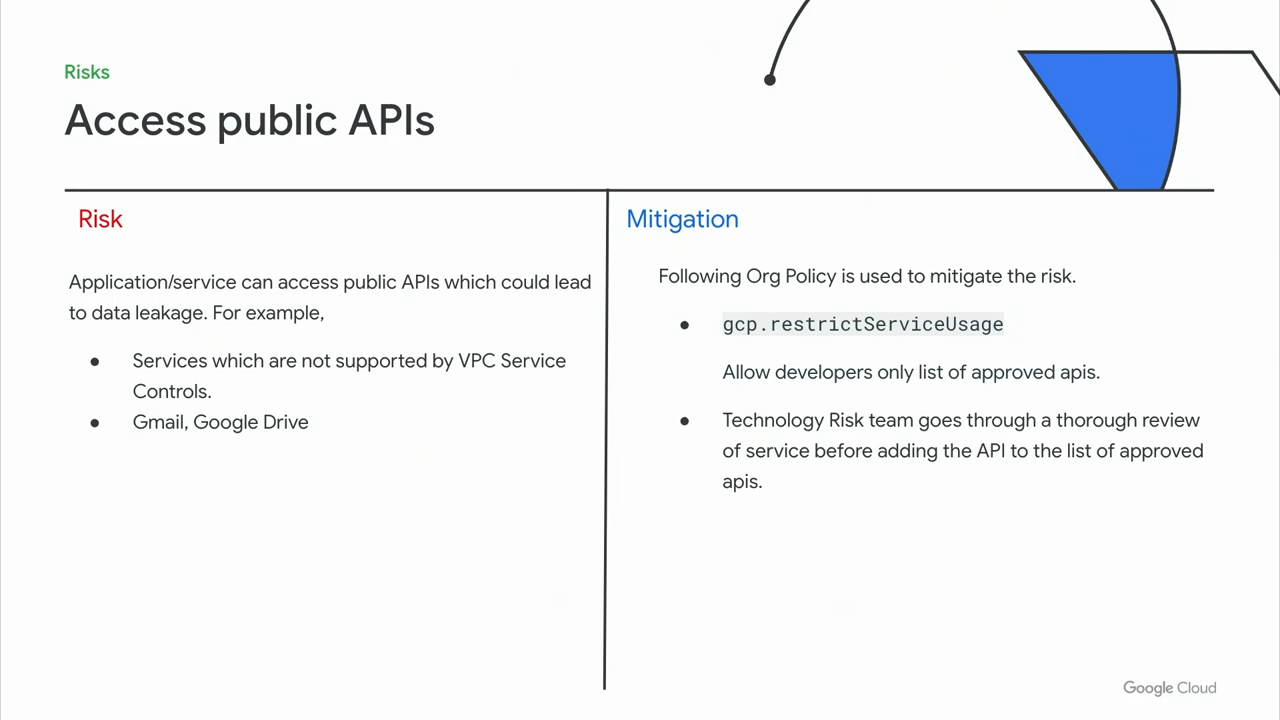 Risks
Access public APIs
Risk
Application/service can access public APIs which could lead
to data leakage. For example,
● Services which are not supported by VPC Service
Controls.
● Gmail, Google Drive
Mitigation
Following Org Policy is used to mitigate the risk.
● gcp.restrictServiceUsage
Allow developers only list of approved apis.
● Technology Risk team goes through a thorough review
of service before adding the API to the list of approved
apis.
Google Cloud